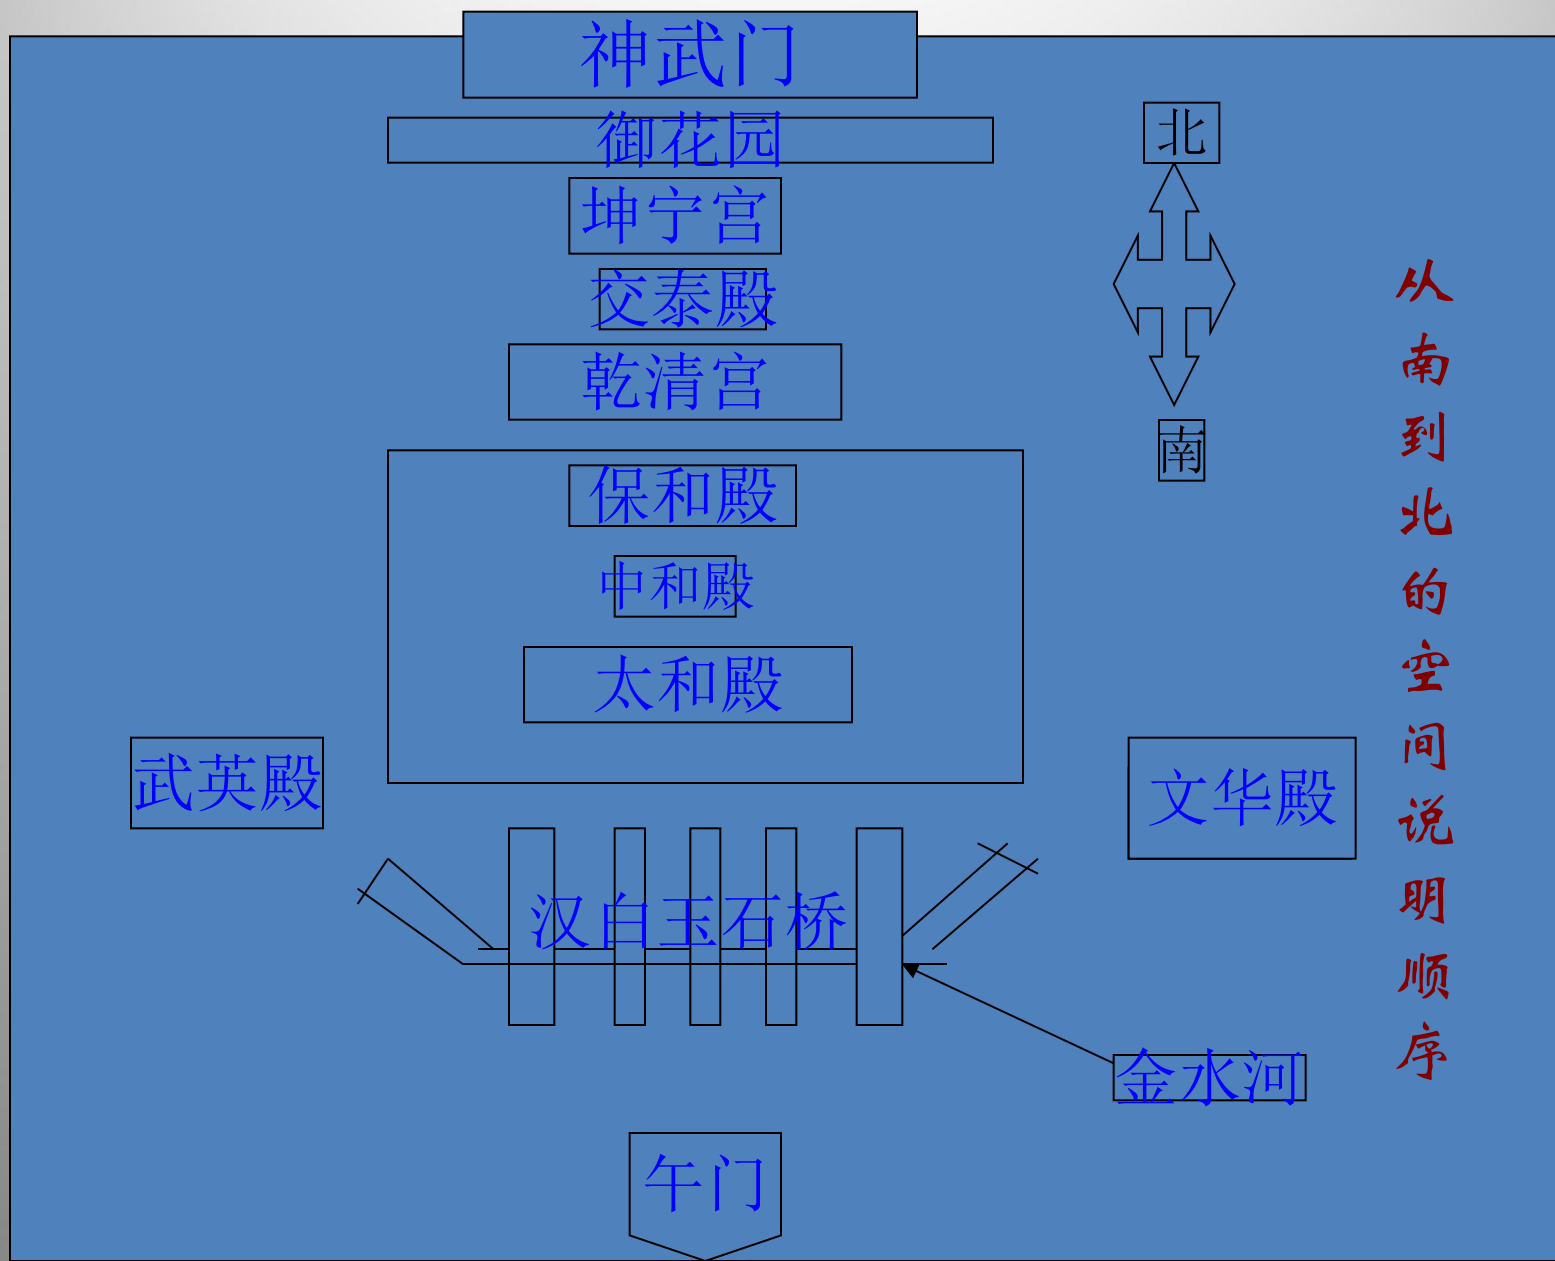 神武门
御花园
北
坤宁宫
交泰殿
乾清宫
南
保和殿
中和殿
太和殿
武英殿
文华殿
汉白玉石桥
金水河
午门
从南到北的空间说明顺序